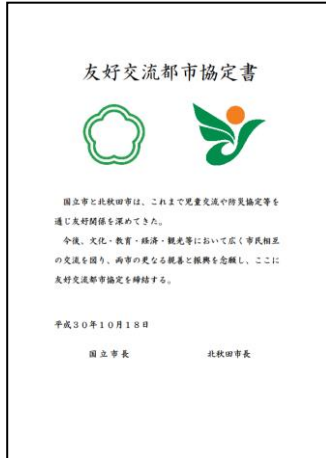 友好交流都市協定書
国立市と北秋田市は、これまで児童交流や防災協定等を
通じ友好関係を深めてきた。
今後、文化・教育・経済・観光等において広く市民相互
の交流を図り、両市の更なる親善と振興を念願し、ここに
友好交流都市協定を締結する。
平成30年10月18日
国立市長 北秋田市長